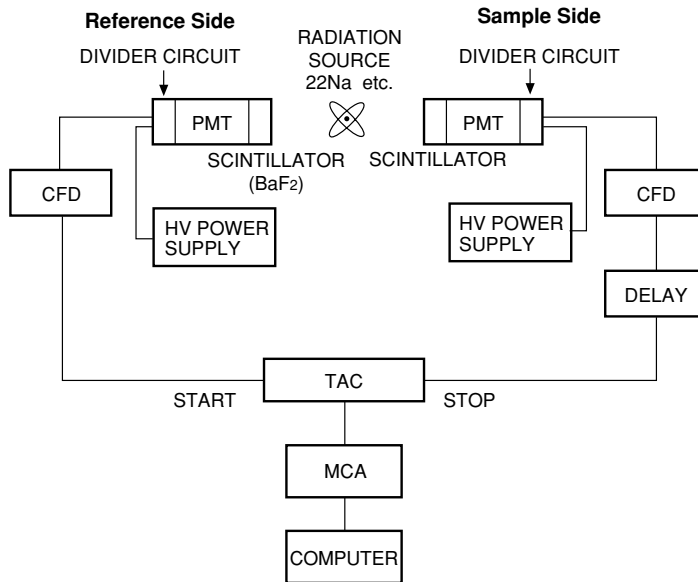 Reference Side
Sample Side
DIVIDER CIRCUIT
RADIATION
SOURCE
22Na etc.
DIVIDER CIRCUIT
PMT
PMT
SCINTILLATOR
(BaF2)
SCINTILLATOR
CFD
CFD
HV POWER
SUPPLY
HV POWER
SUPPLY
DELAY
TAC
START
STOP
MCA
COMPUTER